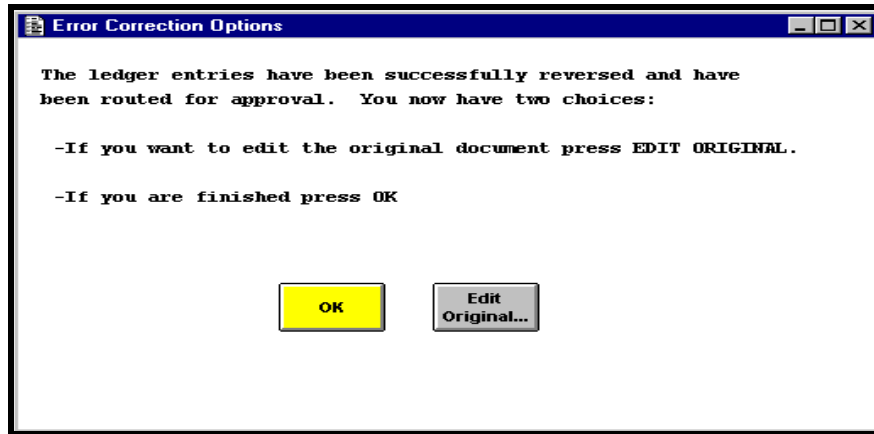 Error Correction Options
The ledger entries have been successfully reversed and have
been routed for approval.  You now have two choices:
-If you want to edit the original document press EDIT ORIGINAL.
-If you are finished press OK
OK
Edit
Original...